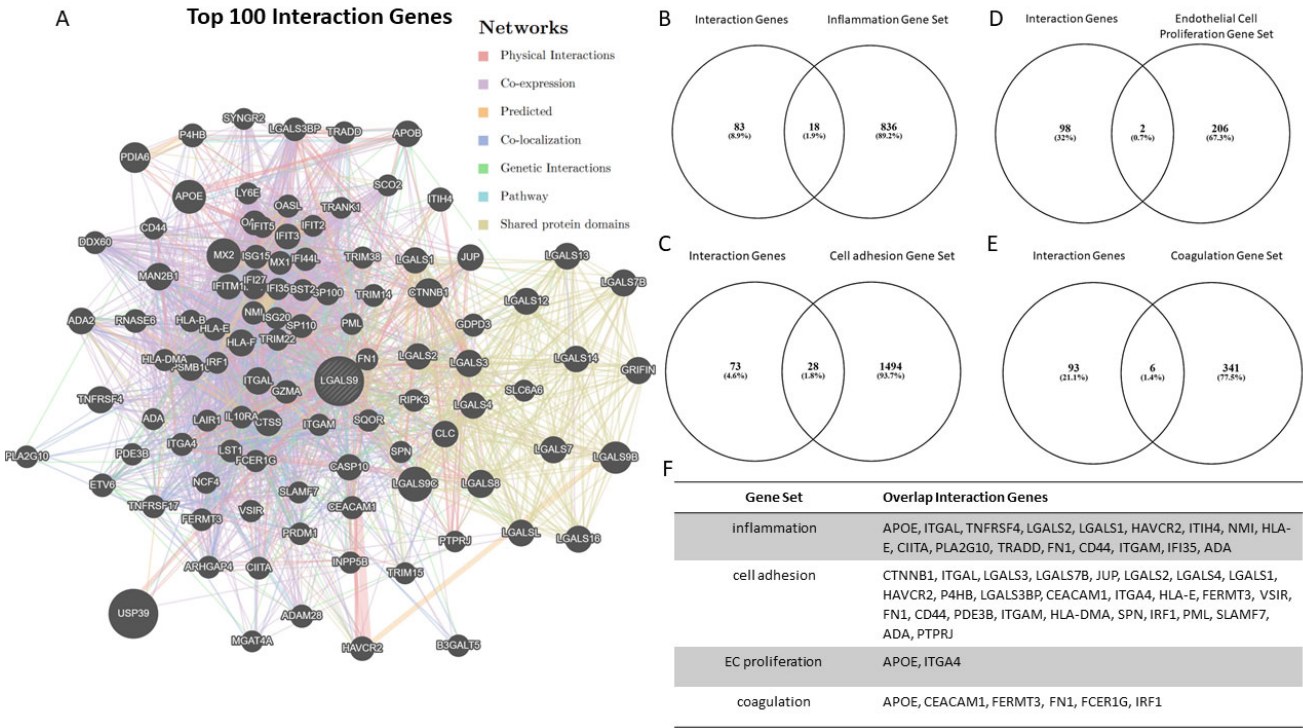 A
Top 100 Interaction Genes
Networks
Physical Interactions
Co-expression
Predicted
Co-localization
Genetic Interactions
Pathway
Shared protein domains
SYNGR2
P4HB
LGALS3BP
TRADD
APOB
PDIA6
SCO2
APOE
LY6E
OASL
TRANK1
ITIH4
CD44
IFIT5
IFIT2
IFIT3
DDX60
MX2
ISG15
MX1
IFI44L
TRIM38
LGALS1
JUP
LGALS13
MAN2B1
IFI27
LGALS7B
IFITM1
IFI35
BST2
SP100
TRIM14
CTNNB1
LGALS12
ADA2
RNASE6
HLA-B
HLA-E
NMI
ISG20
SP110
PML
GDPD3
HLA-F
TRIM22
HLA-DMA
IRF1
FN1
LGALS2
LGALS3
LGALS14
GRIFIN
PSMB10
ITGAL
GZMA
LGALS9
SLC6A6
TNFRSF4
RIPK3
LGALS4
ADA
LAIR1
IL10RA
CTSS
ITGAM
SQOR
CLC
PLA2G10
PDE3B
ITGA4
LST1
SPN
LGALS7
LGALS9B
FCER1G
CASP10
ETV6
NCF4
LGALS9C
LGALS8
SLAMF7
TNFRSF17
FERMT3
VSIR
CEACAM1
PRDM1
PTPRJ
LGALSL
LGALS16
ARHGAP4
CIITA
INPP5B
TRIM15
USP39
ADAM28
MGAT4A
HAVCR2
B3GALT5
B
Interaction Genes
Inflammation Gene Set
83
(8.9%)
18
(1.9%)
836
(89.2%)
D
Interaction Genes
Endothelial Cell
Proliferation Gene Set
98
(32%)
2
(0.7%)
206
(67.3%)
C
Interaction Genes
Cell adhesion Gene Set
73
(4.6%)
28
(1.8%)
1494
(93.7%)
E
Interaction Genes
Coagulation Gene Set
93
(21.1%)
6
(1.4%)
341
(77.5%)
F
Gene Set Overlap Interaction Genes
inflammation APOE, ITGAL, TNFRSF4, LGALS2, LGALS1, HAVCR2, ITIH4, NMI, HLA-
E, CIITA, PLA2G10, TRADD, FN1, CD44, ITGAM, IFI35, ADA
cell adhesion CTNNB1, ITGAL, LGALS3, LGALS7B, JUP, LGALS2, LGALS4, LGALS1,
HAVCR2, P4HB, LGALS3BP, CEACAM1, ITGA4, HLA-E, FERMT3, VSIR,
FN1, CD44, PDE3B, ITGAM, HLA-DMA, SPN, IRF1, PML, SLAMF7,
ADA, PTPRJ
EC proliferation APOE, ITGA4
coagulation APOE, CEACAM1, FERMT3, FN1, FCER1G, IRF1